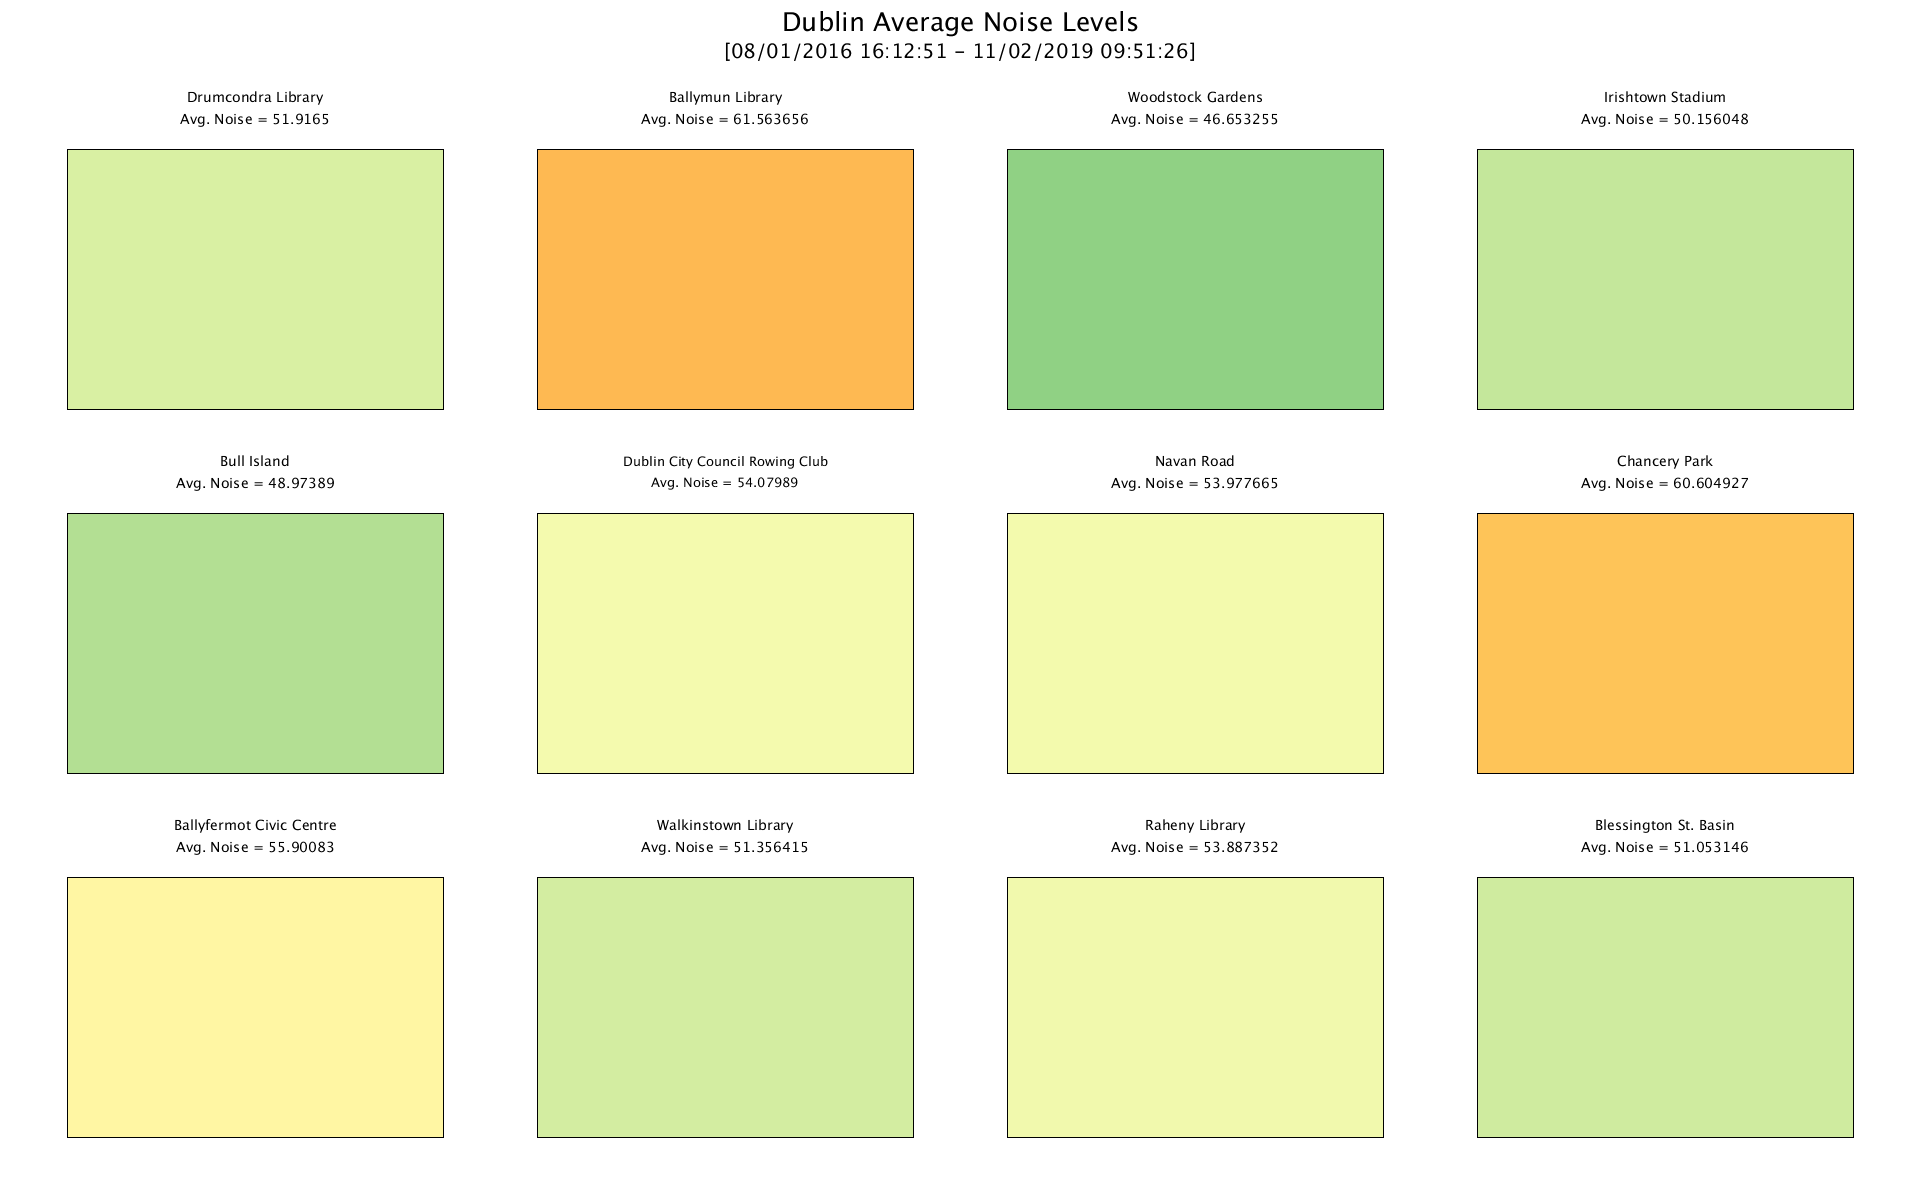 Dublin Average Noise Levels
[08/01/2016 16:12:51 – 11/02/2019 09:51:26]
Drumcondra Library
Avg. Noise = 51.9165
Ballymun Library
Avg. Noise = 61.563656
Woodstock Gardens
Avg. Noise = 46.653255
Irishtown Stadium
Avg. Noise = 50.156048
Bull Island
Avg. Noise = 48.97389
Dublin City Council Rowing Club
Avg. Noise = 54.07989
Navan Road
Avg. Noise = 53.977665
Chancery Park
Avg. Noise = 60.604927
Ballyfermot Civic Centre
Avg. Noise = 55.90083
Walkinstown Library
Avg. Noise = 51.356415
Raheny Library
Avg. Noise = 53.887352
Blessington St. Basin
Avg. Noise = 51.053146